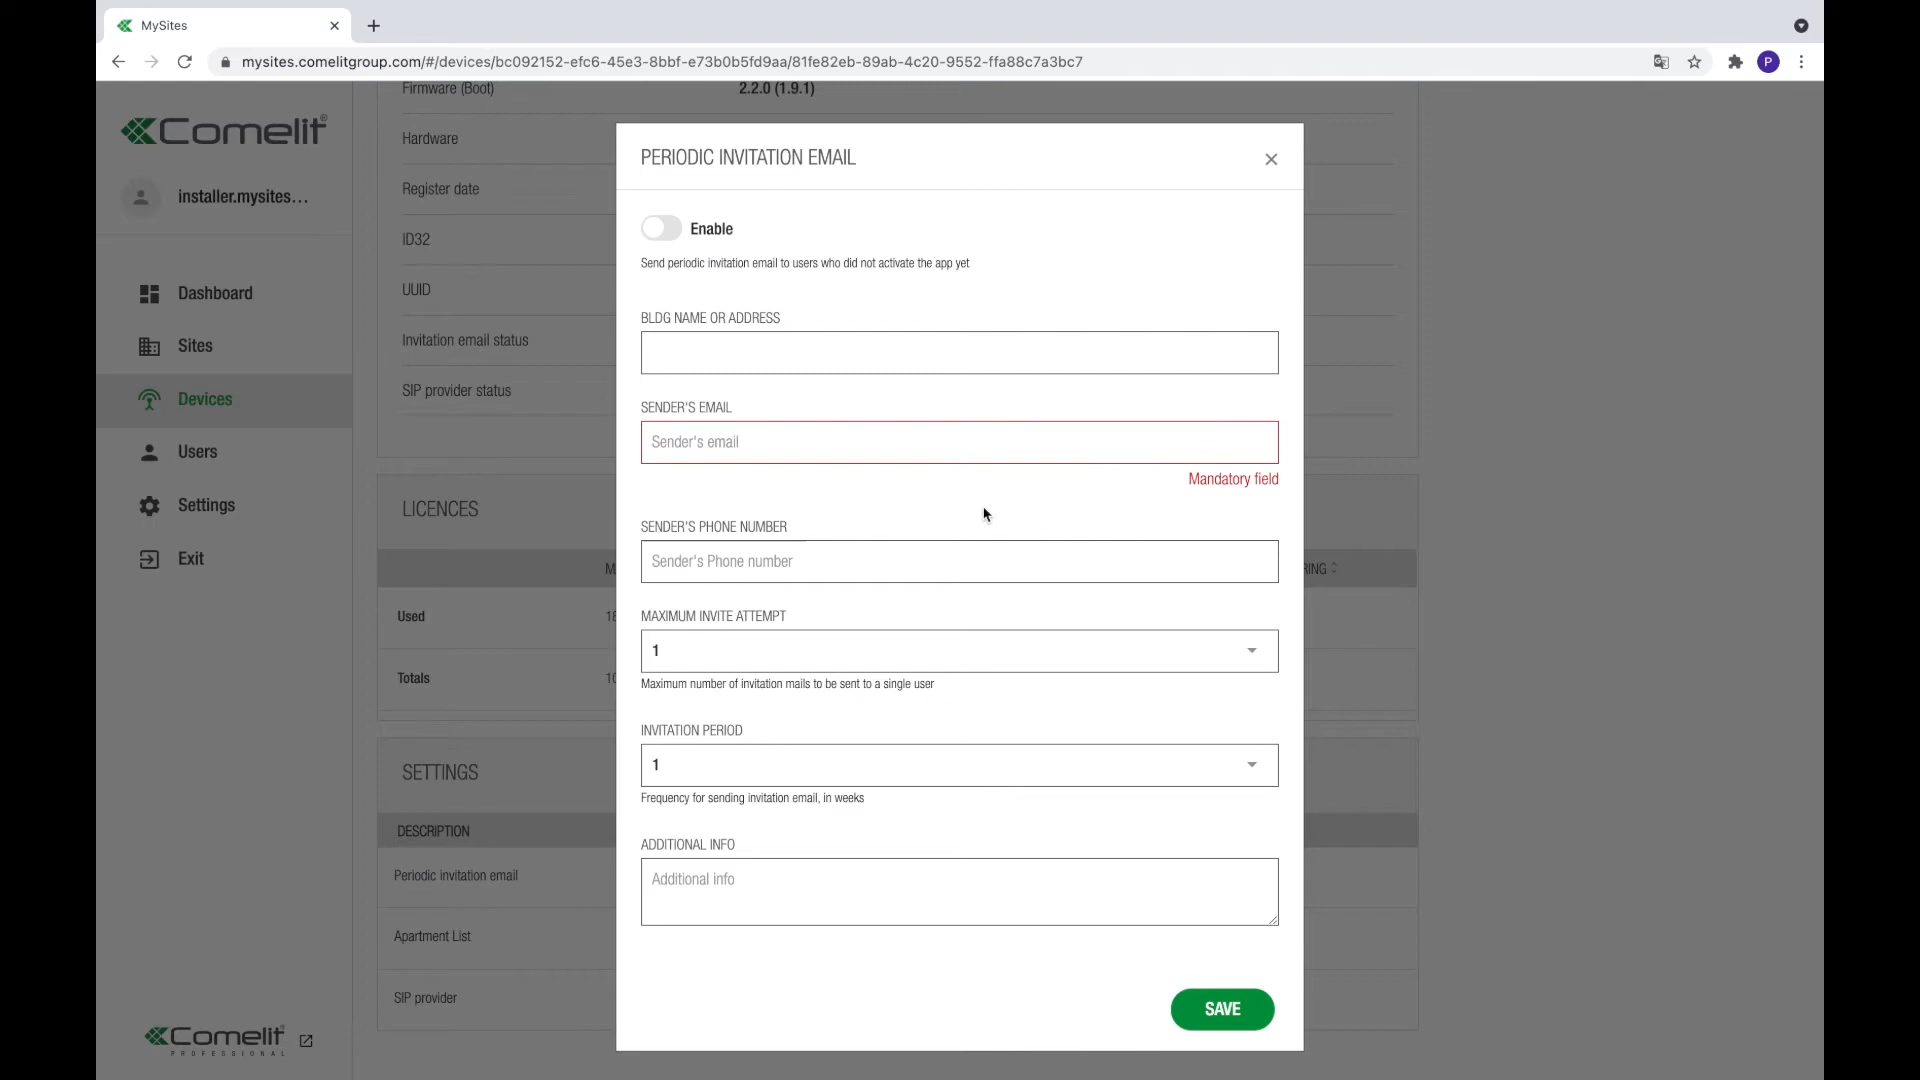 MySites
mysites.comelitgroup.com/#/devices/bc092152-efc6-45e3-8bbf-e73b0b5fd9aa/81fe82eb-89ab-4c20-9552-ffa88c7a3bc7
P
Comelit®
installer.mysites...
Dashboard
Sites
Devices
Users
Settings
Exit
Comelit
PROFESSIONAL
Firmware (Boot) 2.2.0 (1.9.1)
Hardware
Register date
ID32
UUID
Invitation email status
SIP provider status
LICENCES
Used
Totals
SETTINGS
DESCRIPTION
Periodic invitation email
Apartment List
SIP provider
PERIODIC INVITATION EMAIL
Enable
Send periodic invitation email to users who did not activate the app yet
BLDG NAME OR ADDRESS
SENDER'S EMAIL
Sender's email
Mandatory field
SENDER'S PHONE NUMBER
Sender's Phone number
MAXIMUM INVITE ATTEMPT
1
Maximum number of invitation mails to be sent to a single user
INVITATION PERIOD
1
Frequency for sending invitation email, in weeks
ADDITIONAL INFO
Additional info
SAVE